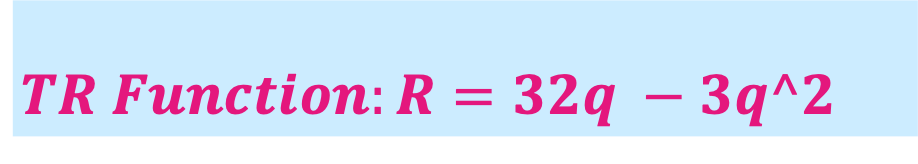 TR Function: R = 32q − 3q^2